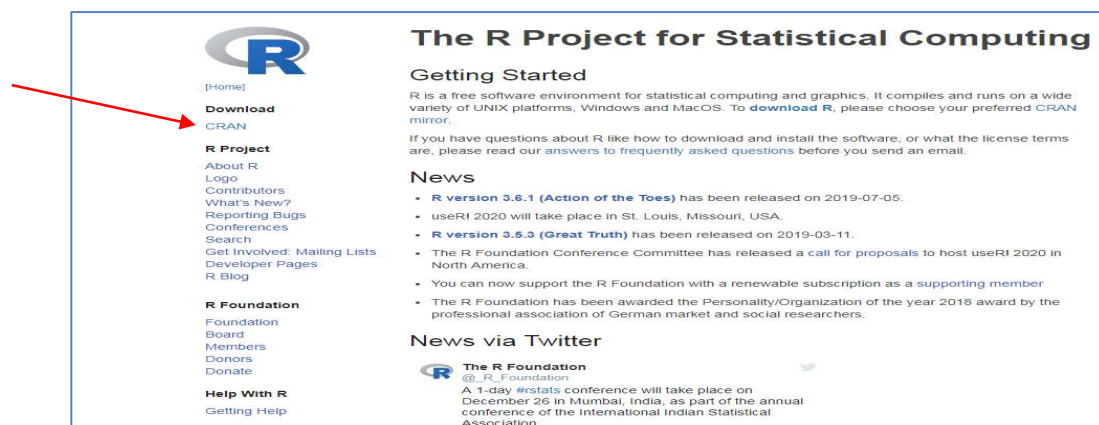 R
[Home]
Download
CRAN
R Project
About R
Logo
Contributors
What's New?
Reporting Bugs
Conferences
Search
Get Involved: Mailing Lists
Developer Pages
R Blog
R Foundation
Foundation
Board
Members
Donors
Donate
Help With R
Getting Help
The R Project for Statistical Computing
Getting Started
R is a free software environment for statistical computing and graphics. It compiles and runs on a wide
variety of UNIX platforms, Windows and MacOS. To download R, please choose your preferred CRAN
mirror.
If you have questions about R like how to download and install the software, or what the license terms
are, please read our answers to frequently asked questions before you send an email.
News
• R version 3.6.1 (Action of the Toes) has been released on 2019-07-05.
• useR! 2020 will take place in St. Louis, Missouri, USA.
• R version 3.5.3 (Great Truth) has been released on 2019-03-11.
• The R Foundation Conference Committee has released a call for proposals to host useR! 2020 in
North America.
• You can now support the R Foundation with a renewable subscription as a supporting member
• The R Foundation has been awarded the Personality/Organization of the year 2018 award by the
professional association of German market and social researchers.
News via Twitter
R
The R Foundation
@_R_Foundation
A 1-day #rstats conference will take place on
December 26 in Mumbai, India, as part of the annual
conference of the International Indian Statistical
Association